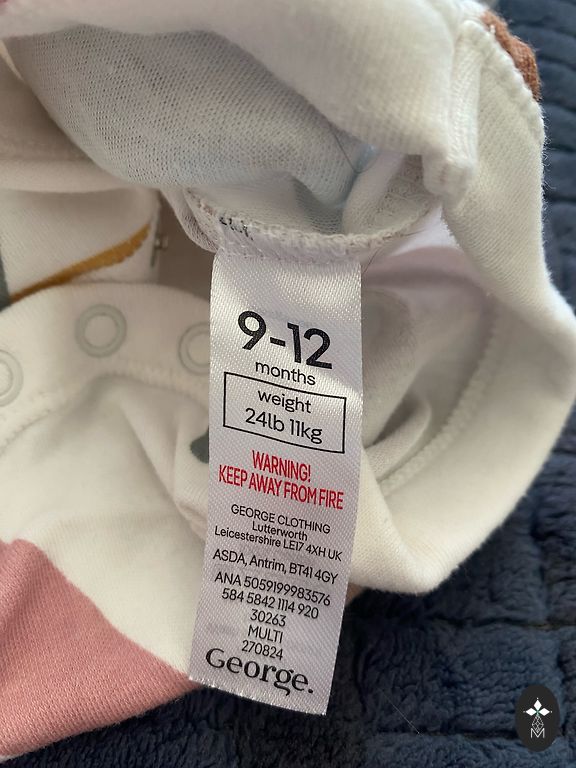 9-12
months
weight
24lb 11kg
WARNING!
KEEP AWAY FROM FIRE
GEORGE CLOTHING
Lutterworth
Leicestershire LE17 4XH UK
ASDA, Antrim, BT41 4GY
ANA 5059199983576
584 5842 1114 920
30263
MULTI
270824
George.
M